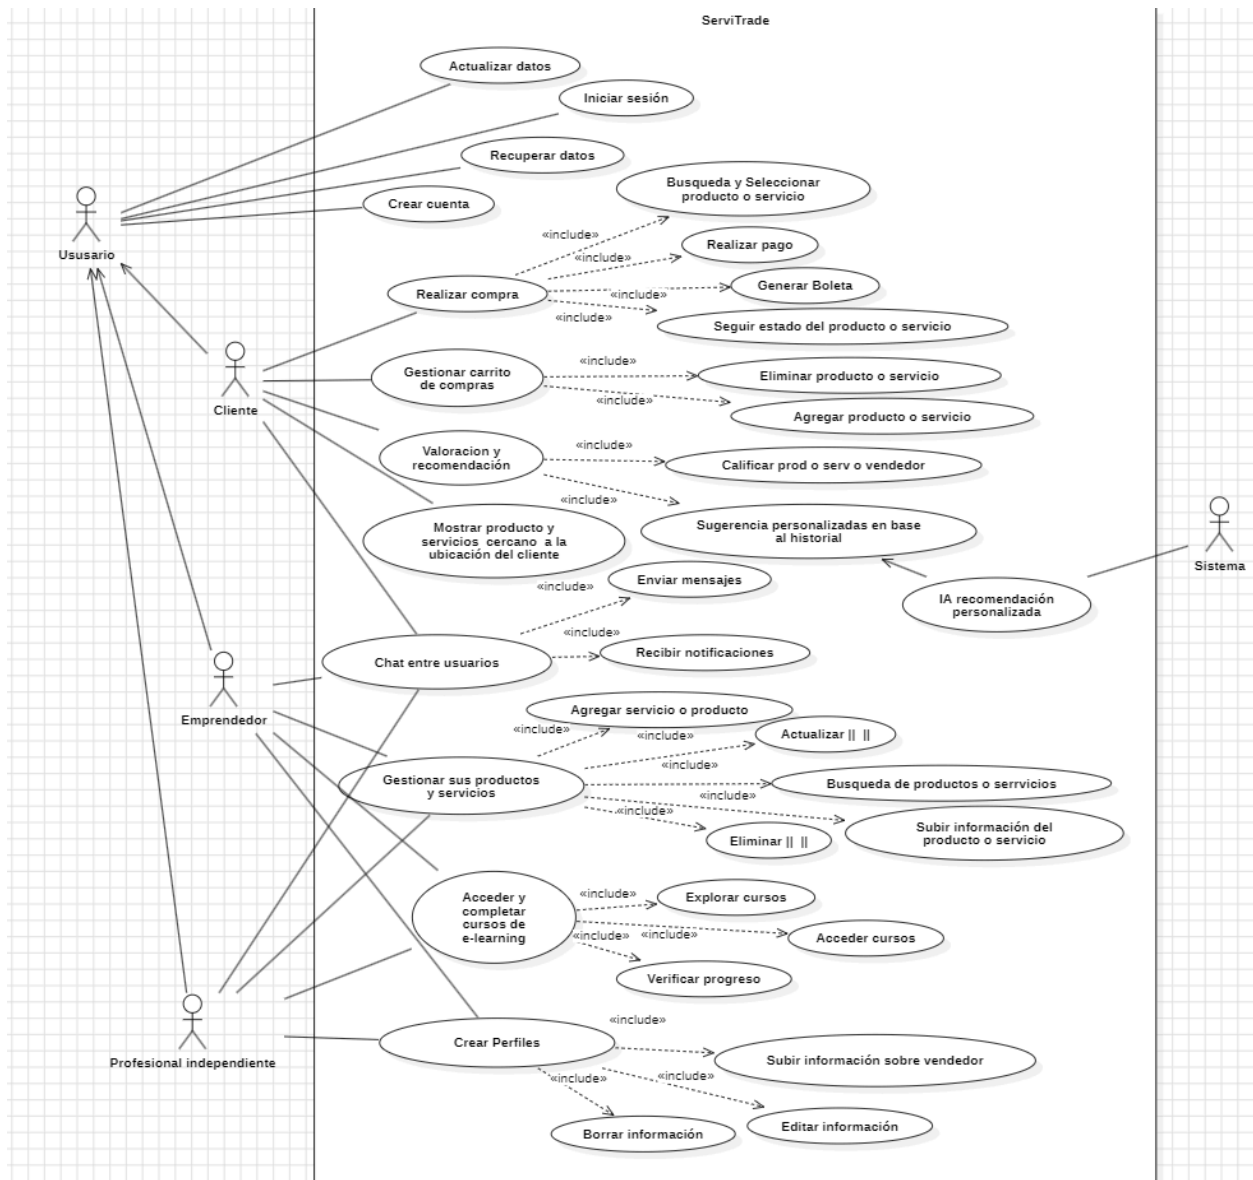 ServiTrade
Actualizar datos
Iniciar sesión
Recuperar datos
Busqueda y Seleccionar
producto o servicio
Crear cuenta
«include»
Realizar pago
Ususario
«include»
Generar Boleta
Realizar compra
«include»
«include»
Seguir estado del producto o servicio
«include»
Gestionar carrito
de compras
Eliminar producto o servicio
«include»
Cliente
Agregar producto o servicio
«include»
Valoracion y
recomendación
Calificar prod o serv o vendedor
«include»
Mostrar producto y
servicios cercano a la
ubicación del cliente
Sugerencia personalizadas en base
al historial
Sistema
«include»
Enviar mensajes
IA recomendación
personalizada
«include»
Chat entre usuarios
Recibir notificaciones
Agregar servicio o producto
Emprendedor
«include»
«include»
Actualizar || ||
«include»
Gestionar sus productos
y servicios
Busqueda de productos o serrvicios
«include»
«include»
Subir información del
producto o servicio
Eliminar || ||
«include»
Explorar cursos
Acceder y
completar
cursos de
e-learning
«include»
«include»
Acceder cursos
Verificar progreso
«include»
Crear Perfiles
Profesional independiente
Subir información sobre vendedor
«include»
«include»
Borrar información
Editar información